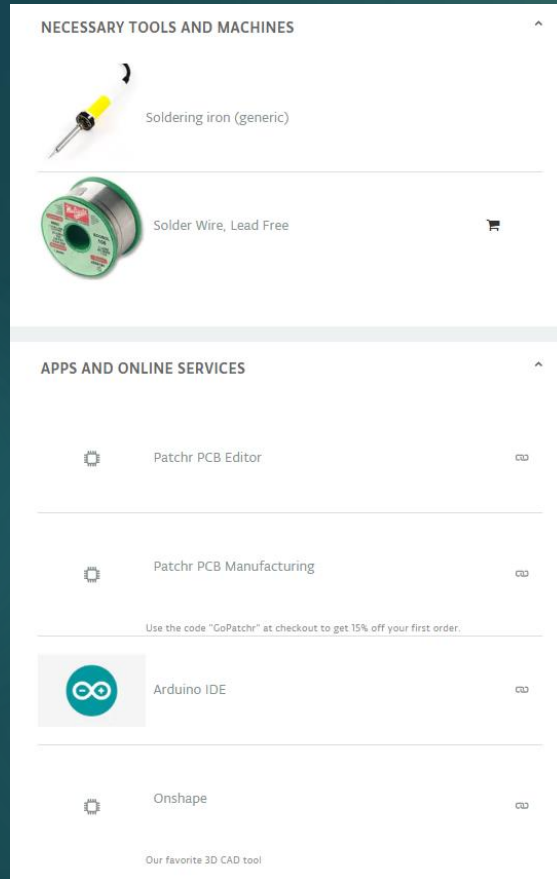 NECESSARY TOOLS AND MACHINES
Soldering iron (generic)
Solder Wire, Lead Free
APPS AND ONLINE SERVICES
Patchr PCB Editor
Patchr PCB Manufacturing
Use the code "GoPatchr" at checkout to get 15% off your first order.
Arduino IDE
Onshape
Our favorite 3D CAD tool